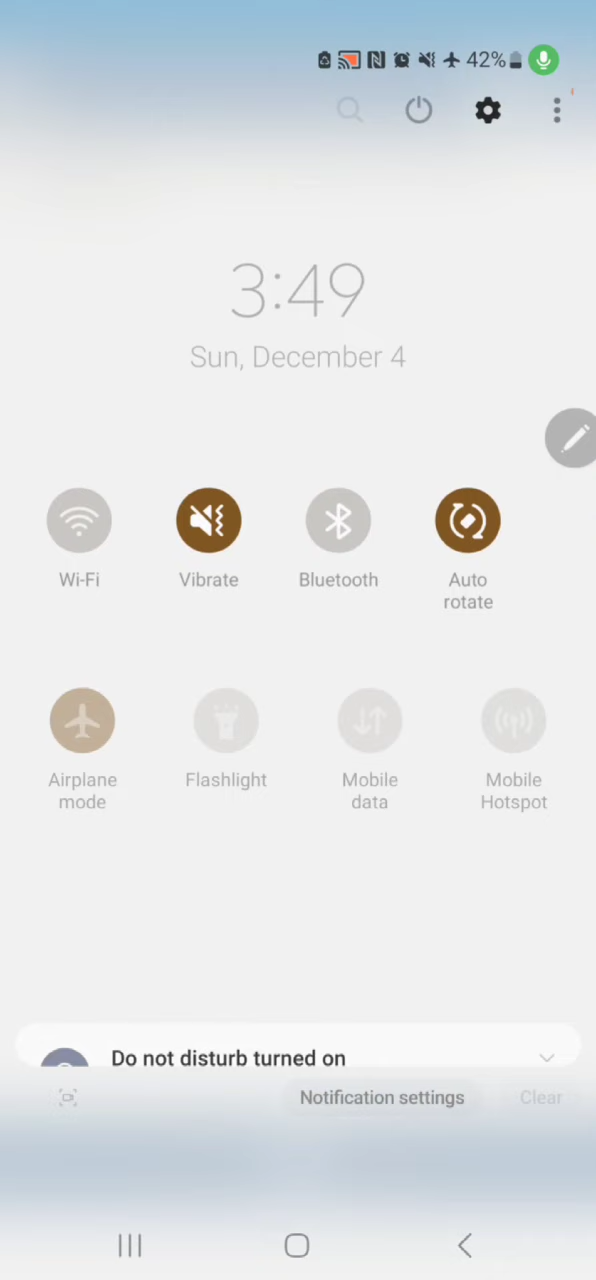 42%
3:49
Sun, December 4
Wi-Fi
Vibrate
Bluetooth
Auto
rotate
Airplane
mode
Flashlight
Mobile
data
Mobile
Hotspot
Do not disturb turned on
Notification settings
Clear